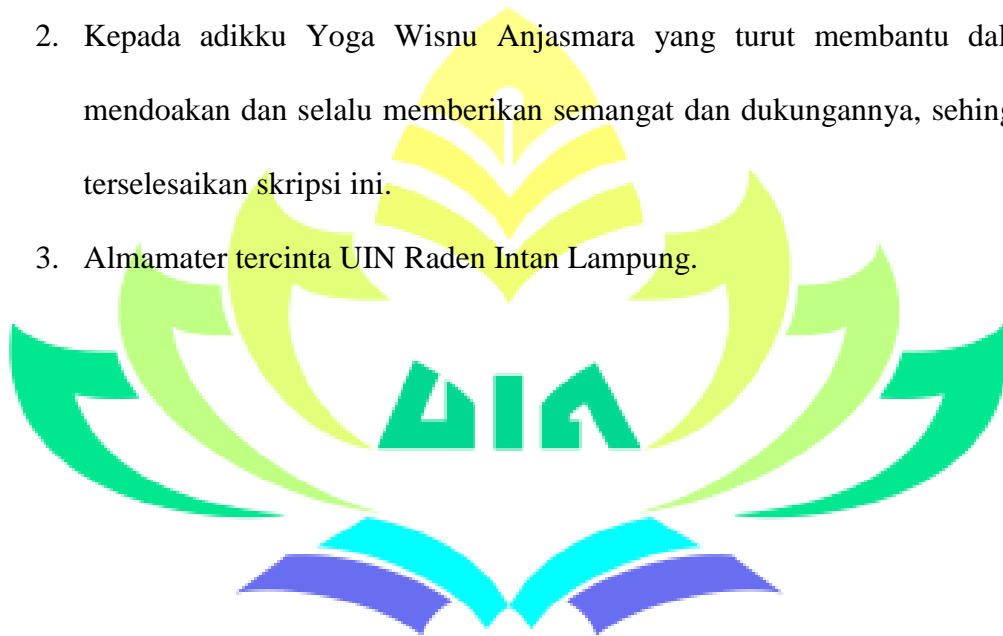 2. Kepada adikku Yoga Wisnu Anjasmara yang turut membantu dal
mendoakan dan selalu memberikan semangat dan dukungannya, sehing
terselesaikan skripsi ini.
3. Almamater tercinta UIN Raden Intan Lampung.
UIN